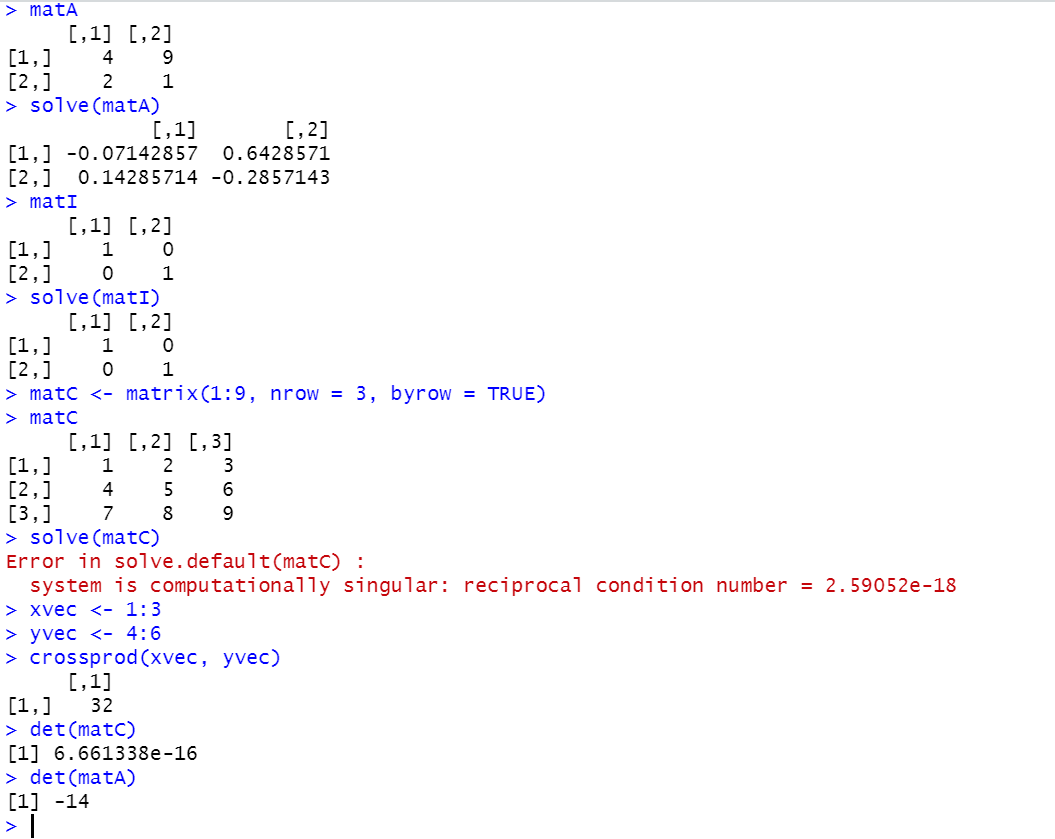 > matA
     [,1] [,2]
[1,]    4    9
[2,]    2    1
> solve(matA)
            [,1]       [,2]
[1,] -0.07142857  0.6428571
[2,]  0.14285714 -0.2857143
> matI
     [,1] [,2]
[1,]    1    0
[2,]    0    1
> solve(matI)
     [,1] [,2]
[1,]    1    0
[2,]    0    1
> matC <- matrix(1:9, nrow = 3, byrow = TRUE)
> matC
     [,1] [,2] [,3]
[1,]    1    2    3
[2,]    4    5    6
[3,]    7    8    9
> solve(matC)
Error in solve.default(matC) :
  system is computationally singular: reciprocal condition number = 2.59052e-18
> xvec <- 1:3
> yvec <- 4:6
> crossprod(xvec, yvec)
     [,1]
[1,]   32
> det(matC)
[1] 6.661338e-16
> det(matA)
[1] -14
>